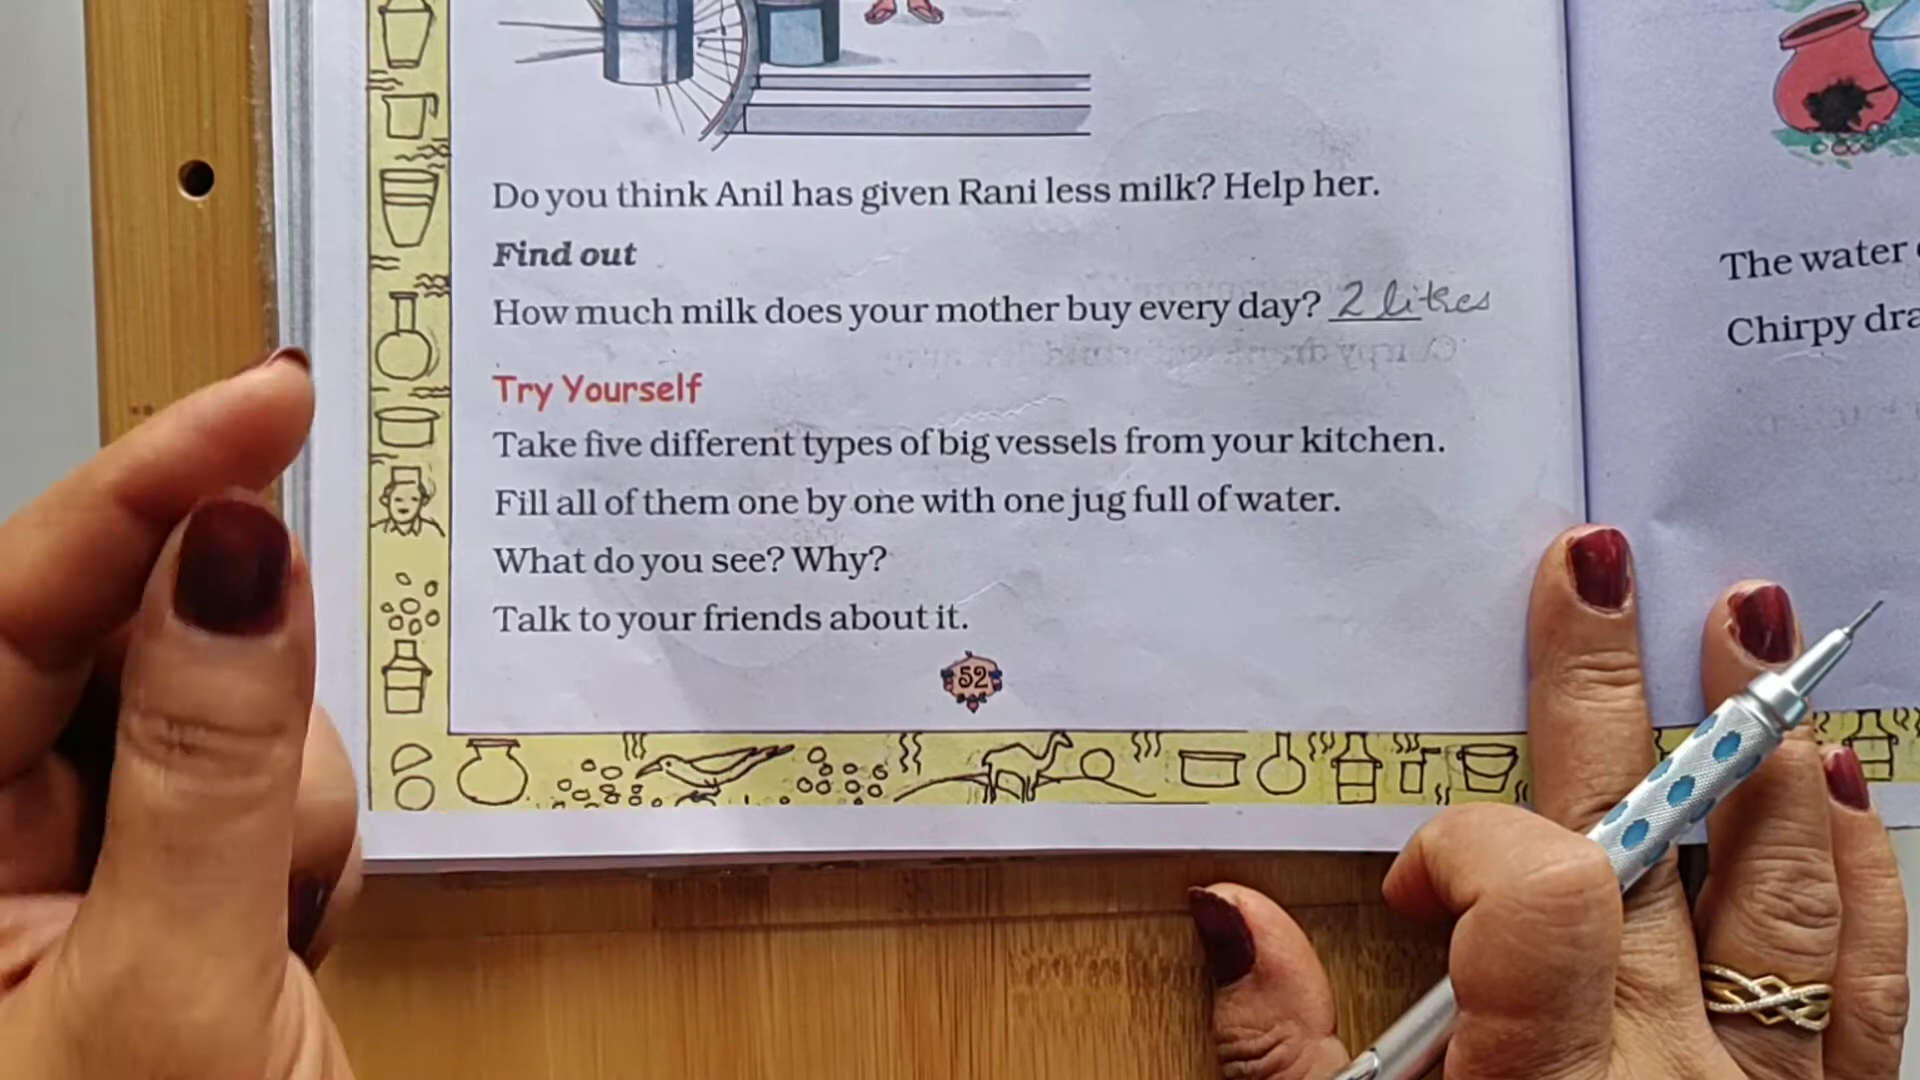 Do you think Anil has given Rani less milk? Help her.
Find out
How much milk does your mother buy every day? 2 litres
Try Yourself
Take five different types of big vessels from your kitchen.
Fill all of them one by one with one jug full of water.
What do you see? Why?
Talk to your friends about it.
52
The water
Chirpy dra